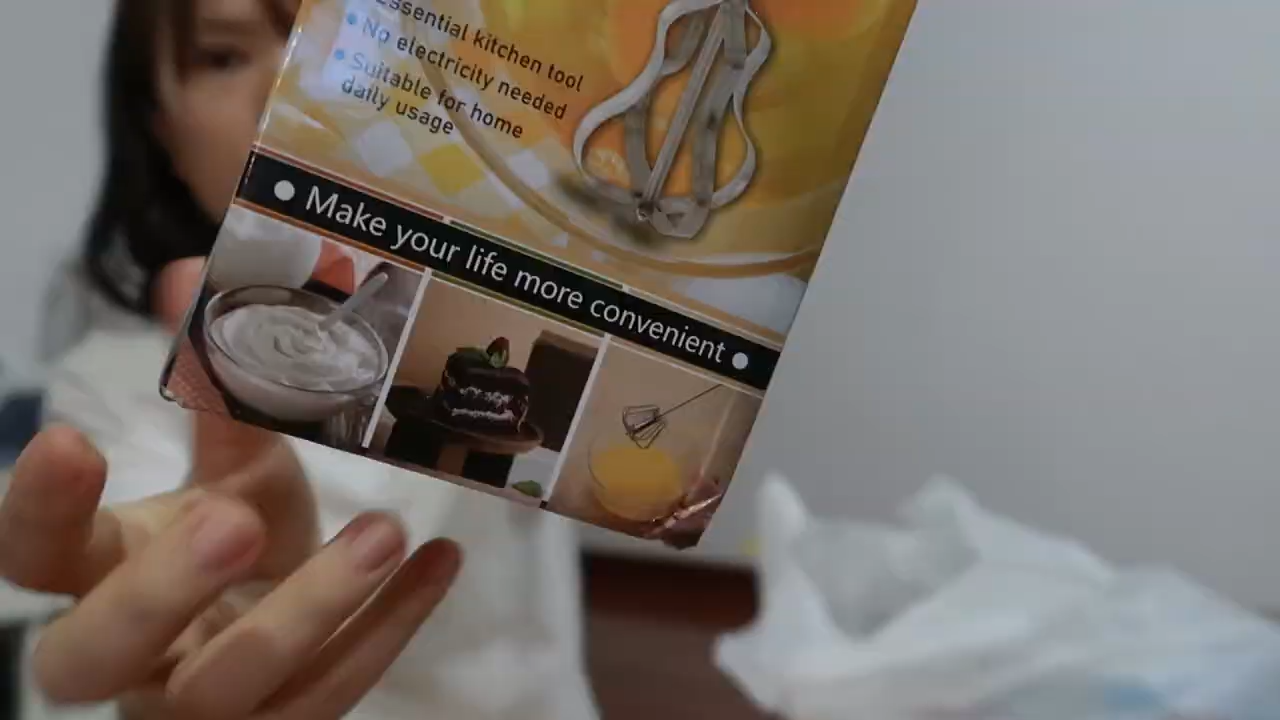 Essential kitchen tool
• No electricity needed
• Suitable for home
daily usage
• Make your life more convenient •